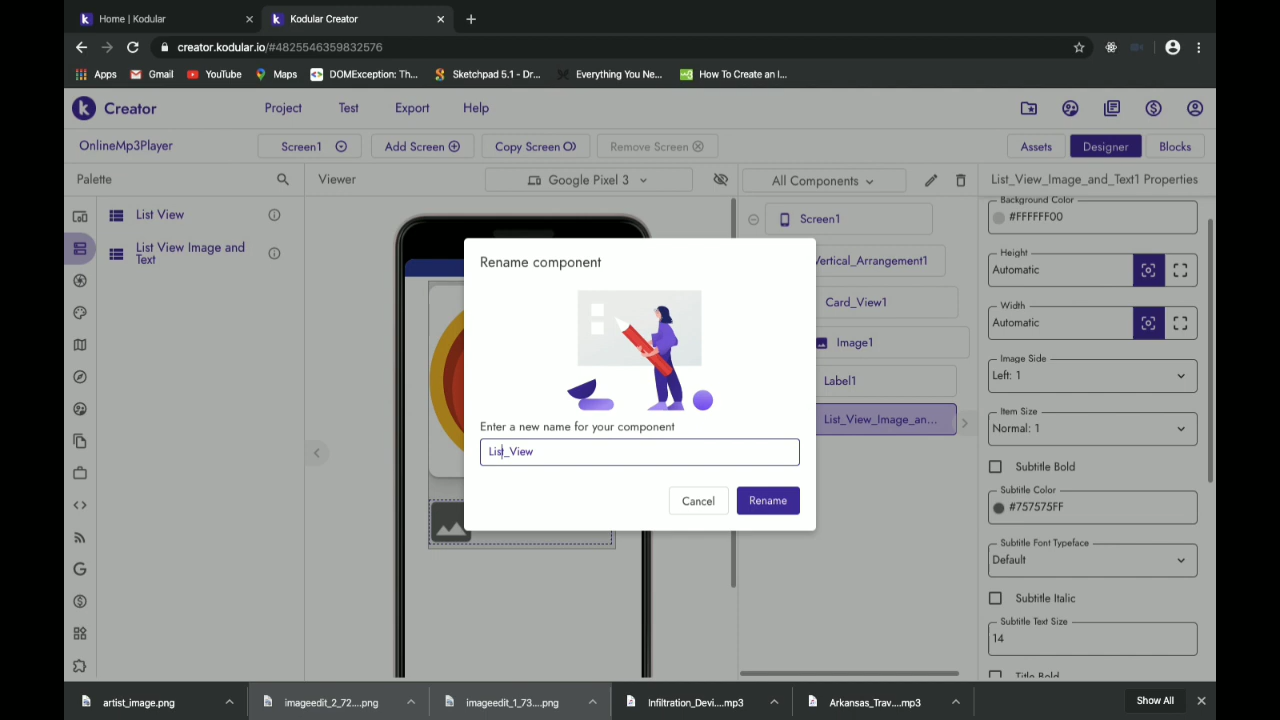 Home | Kodular
Kodular Creator
creator.kodular.io/#4825546359832576
Apps
Gmail
YouTube
Maps
DOMException: Th...
Sketchpad 5.1 - Dr...
Everything You Ne...
How To Create an I...
Creator
Project
Test
Export
Help
OnlineMp3Player
Screen1
Add Screen
Copy Screen
Remove Screen
Assets
Designer
Blocks
Palette
Viewer
Google Pixel 3
All Components
List_View_Image_and_Text1 Properties
List View
List View Image and
Text
Screen1
Vertical_Arrangement1
Card_View1
Image1
Label1
List_View_Image_an...
Rename component
Enter a new name for your component
List_View
Cancel
Rename
Background Color
#FFFFFF00
Height
Automatic
Width
Automatic
Image Side
Left: 1
Item Size
Normal: 1
Subtitle Bold
Subtitle Color
#757575FF
Subtitle Font Typeface
Default
Subtitle Italic
Subtitle Text Size
14
Title Bold
artist_image.png
imageedit_2_72....png
imageedit_1_73....png
Infiltration_Devi....mp3
Arkansas_Trav....mp3
Show All